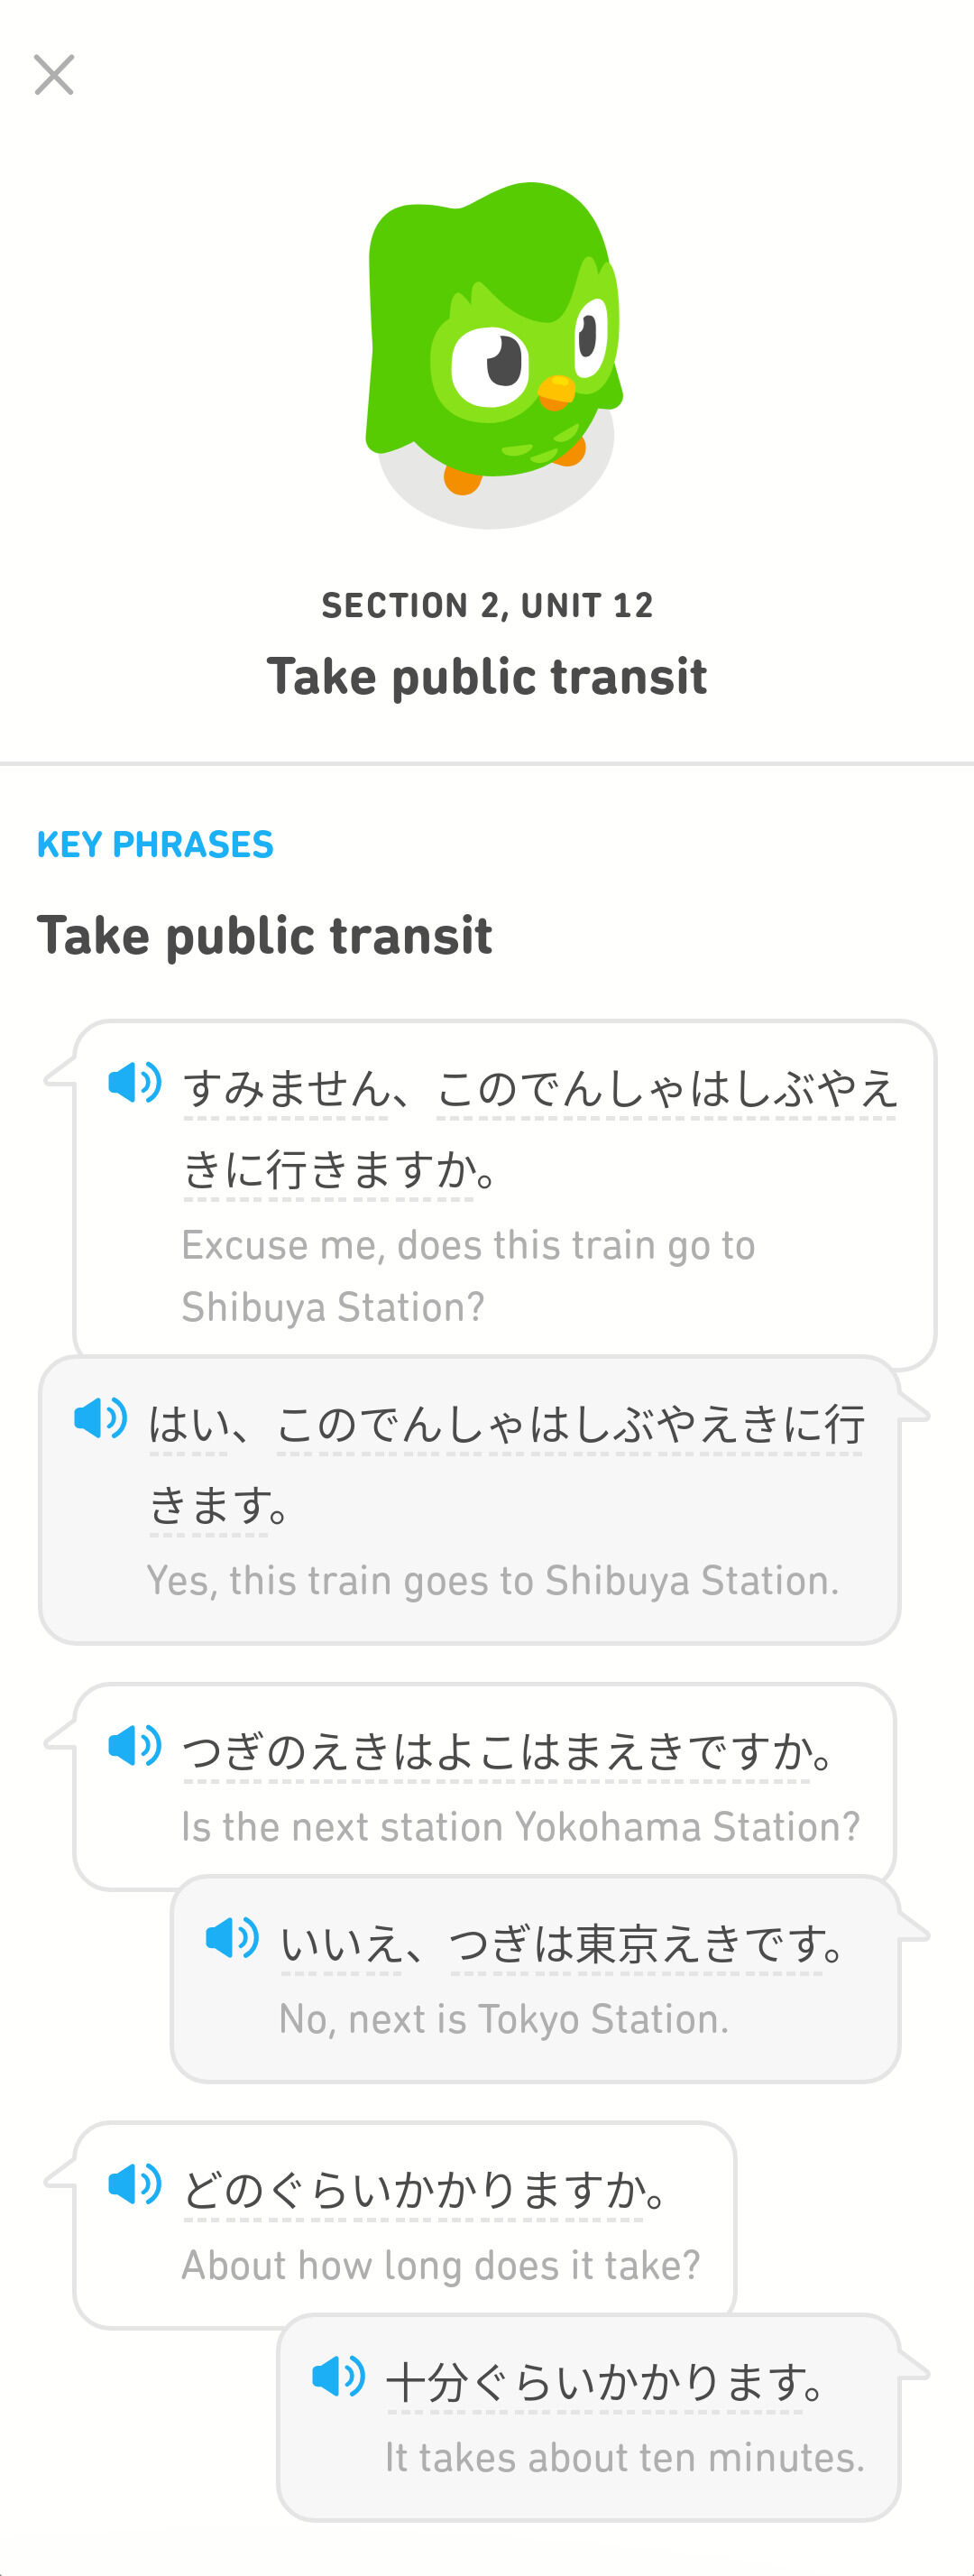 SECTION 2, UNIT 12
Take public transit
KEY PHRASES
Take public transit
すみません、このでんしゃはしぶやえ
きに行きますか。
Excuse me, does this train go to
Shibuya Station?
はい、このでんしゃはしぶやえきに行
きます。
Yes, this train goes to Shibuya Station.
つぎのえきはよこはまえきですか。
Is the next station Yokohama Station?
いいえ、つぎは東京えきです。
No, next is Tokyo Station.
どのぐらいかかりますか。
About how long does it take?
十分ぐらいかかります。
It takes about ten minutes.